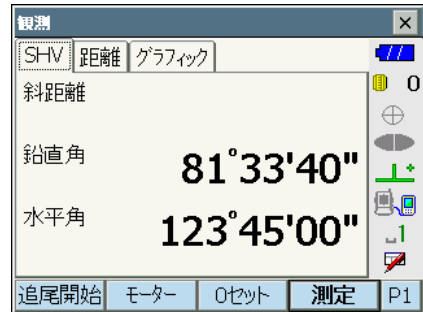 観測
SHV 距離 グラフィック
斜距離
0
鉛直角 81°33'40"
水平角 123°45'00"
1
追尾開始 モーター 0セット 測定 P1